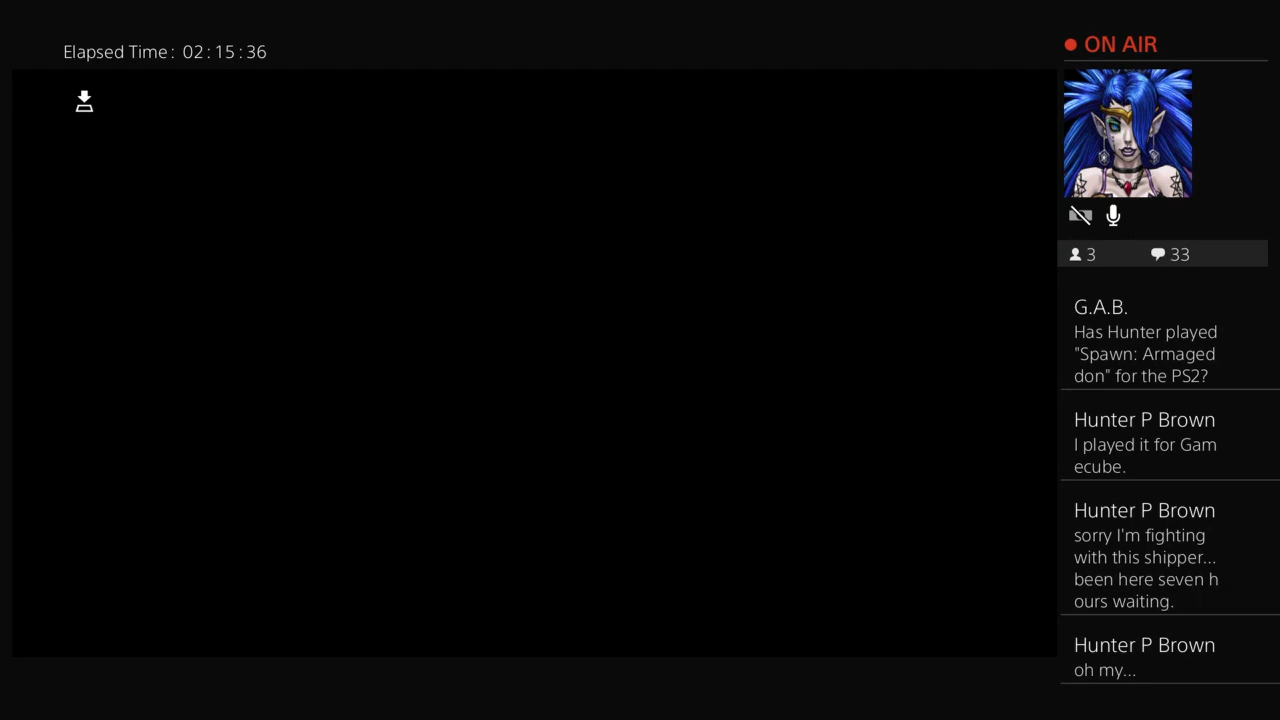 Elapsed Time: 02:15:36
ON AIR
3 33
G.A.B.
Has Hunter played
"Spawn: Armaged
don" for the PS2?
Hunter P Brown
I played it for Gam
ecube.
Hunter P Brown
sorry I'm fighting
with this shipper...
been here seven h
ours waiting.
Hunter P Brown
oh my...